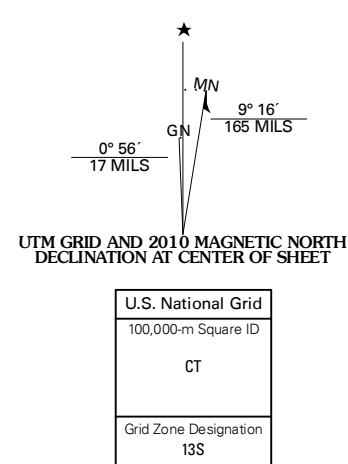 MN
GN
9° 16´
165 MILS
0° 56´
17 MILS
UTM GRID AND 2010 MAGNETIC NORTH
DECLINATION AT CENTER OF SHEET
U.S. National Grid
100,000-m Square ID
CT
Grid Zone Designation
13S